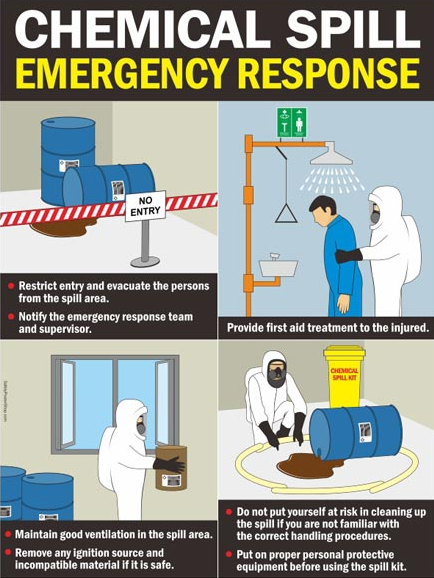 CHEMICAL SPILL
EMERGENCY RESPONSE
NO
ENTRY
• Restrict entry and evacuate the persons
from the spill area.
• Notify the emergency response team
and supervisor.
Provide first aid treatment to the injured.
• Maintain good ventilation in the spill area.
• Remove any ignition source and
incompatible material if it is safe.
CHEMICAL
SPILL KIT
• Do not put yourself at risk in cleaning up
the spill if you are not familiar with
the correct handling procedures.
• Put on proper personal protective
equipment before using the spill kit.